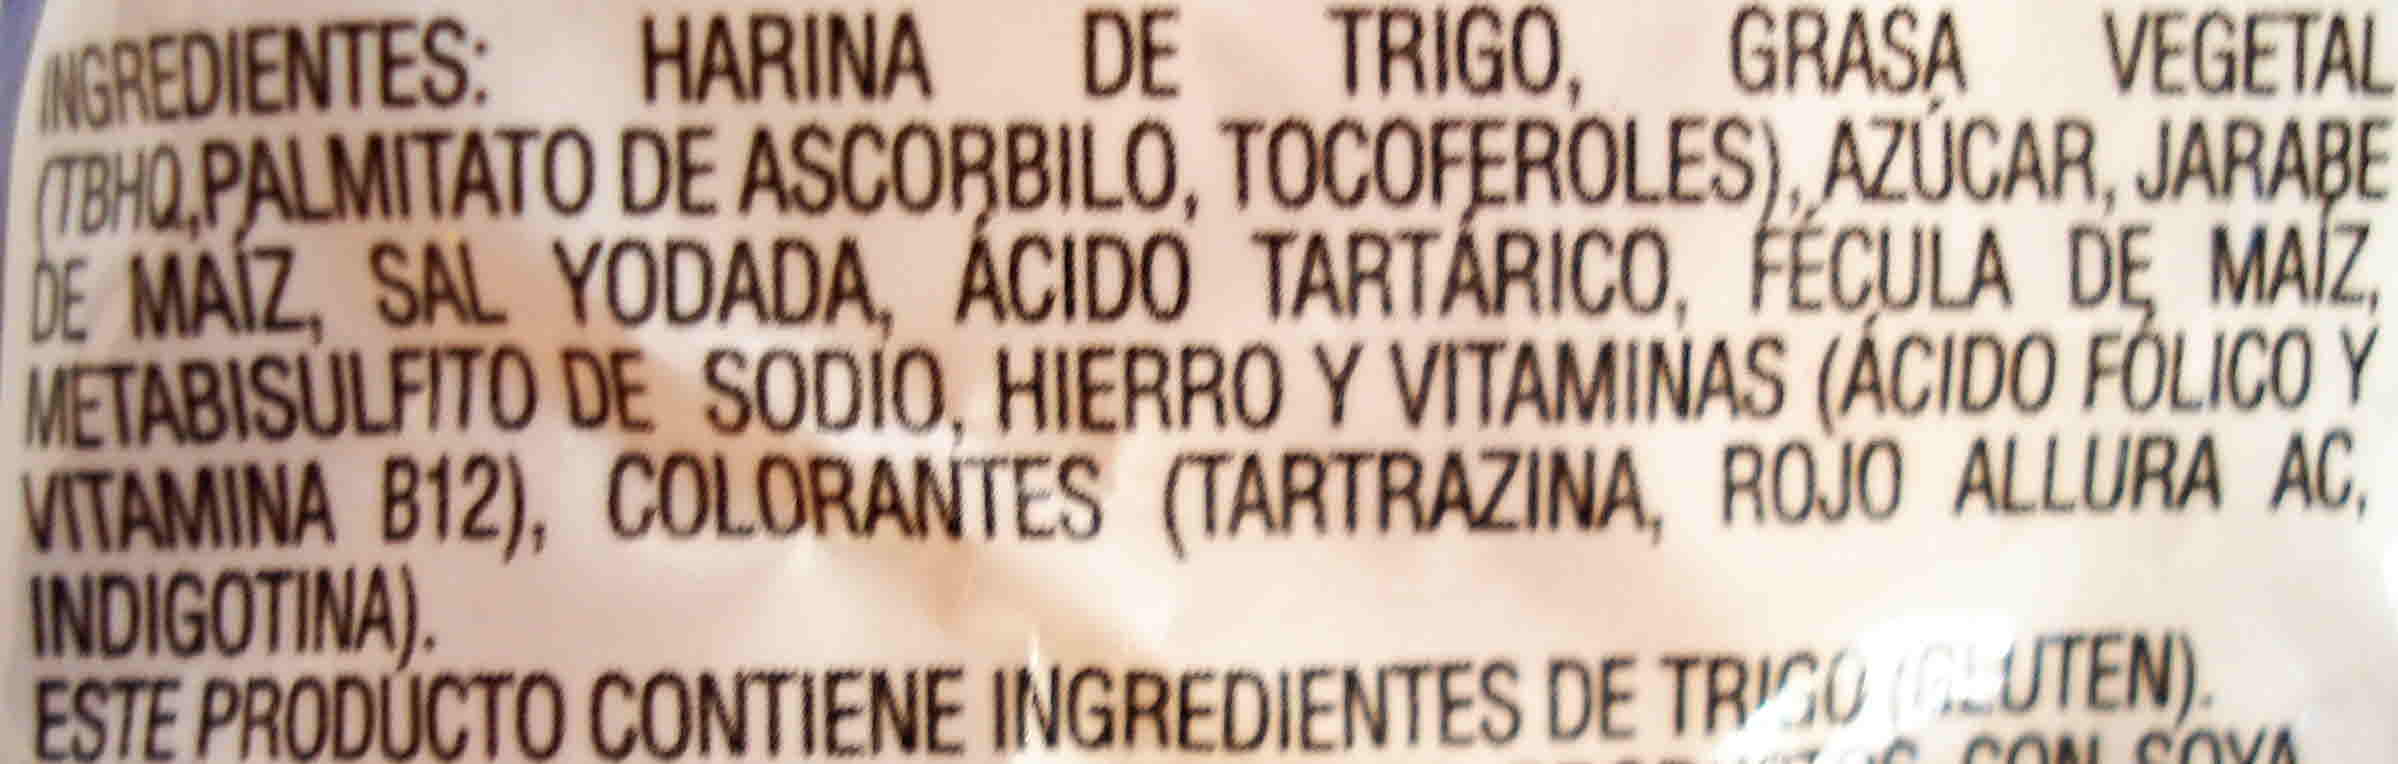 INGREDIENTES: HARINA DE TRIGO, GRASA VEGETAL
(TBHQ,PALMITATO DE ASCORBILO, TOCOFEROLES), AZÚCAR, JARABE
DE MAÍZ, SAL YODADA, ÁCIDO TARTÁRICO, FÉCULA DE MAÍZ,
METABISULFITO DE SODIO, HIERRO Y VITAMINAS (ÁCIDO FÓLICO Y
VITAMINA B12), COLORANTES (TARTRAZINA, ROJO ALLURA AC,
INDIGOTINA).
ESTE PRODUCTO CONTIENE INGREDIENTES DE TRIGO (GLUTEN).
CON SOYA